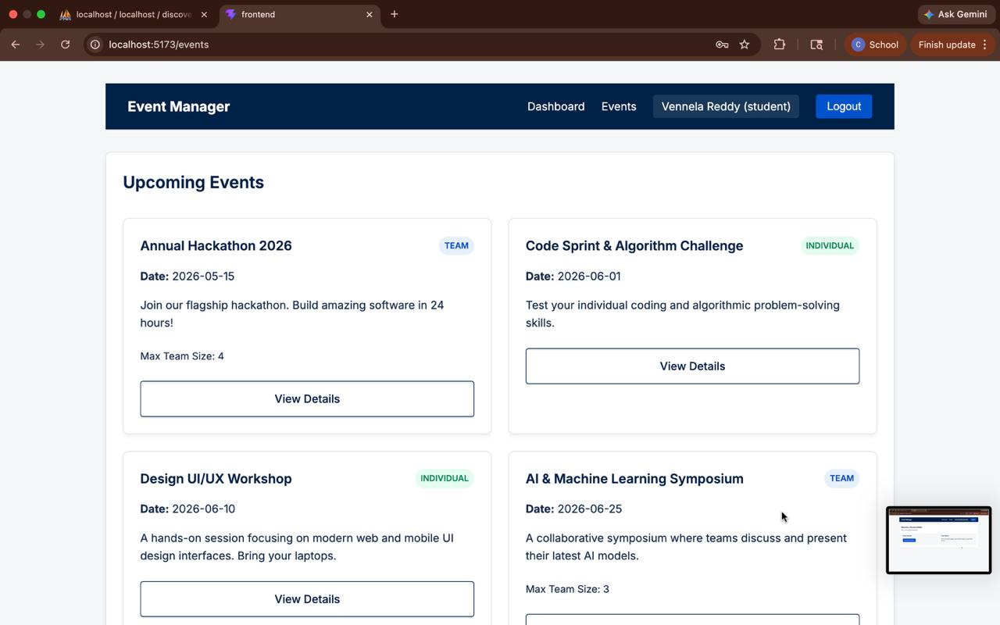 localhost / localhost / discove
frontend
Ask Gemini
localhost:5173/events
C School
Finish update
Event Manager
Dashboard
Events
Vennela Reddy (student)
Logout
Upcoming Events
Annual Hackathon 2026
TEAM
Date: 2026-05-15
Join our flagship hackathon. Build amazing software in 24
hours!
Max Team Size: 4
View Details
Code Sprint & Algorithm Challenge
INDIVIDUAL
Date: 2026-06-01
Test your individual coding and algorithmic problem-solving
skills.
View Details
Design UI/UX Workshop
INDIVIDUAL
Date: 2026-06-10
A hands-on session focusing on modern web and mobile UI
design interfaces. Bring your laptops.
View Details
AI & Machine Learning Symposium
TEAM
Date: 2026-06-25
A collaborative symposium where teams discuss and present
their latest AI models.
Max Team Size: 3